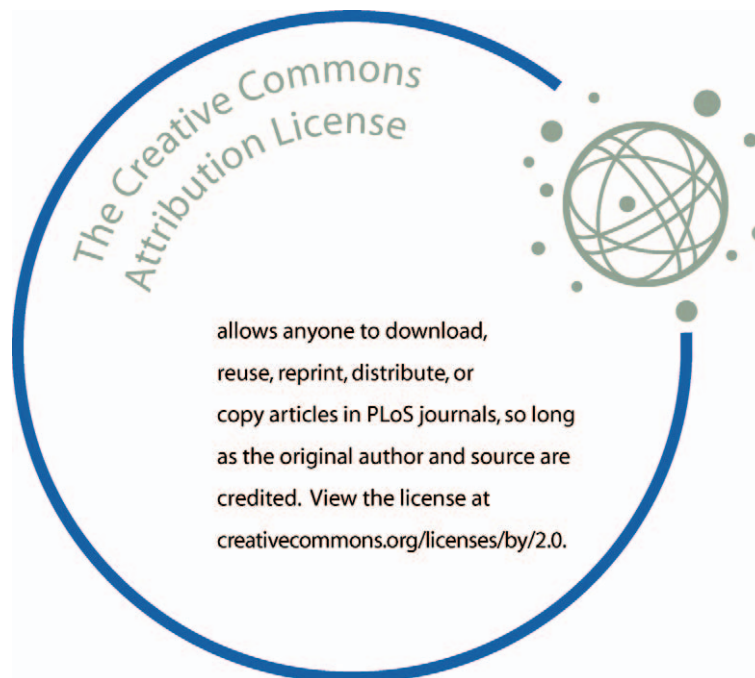 The Creative Commons
Attribution License
allows anyone to download,
reuse, reprint, distribute, or
copy articles in PLoS journals, so long
as the original author and source are
credited. View the license at
creativecommons.org/licenses/by/2.0.